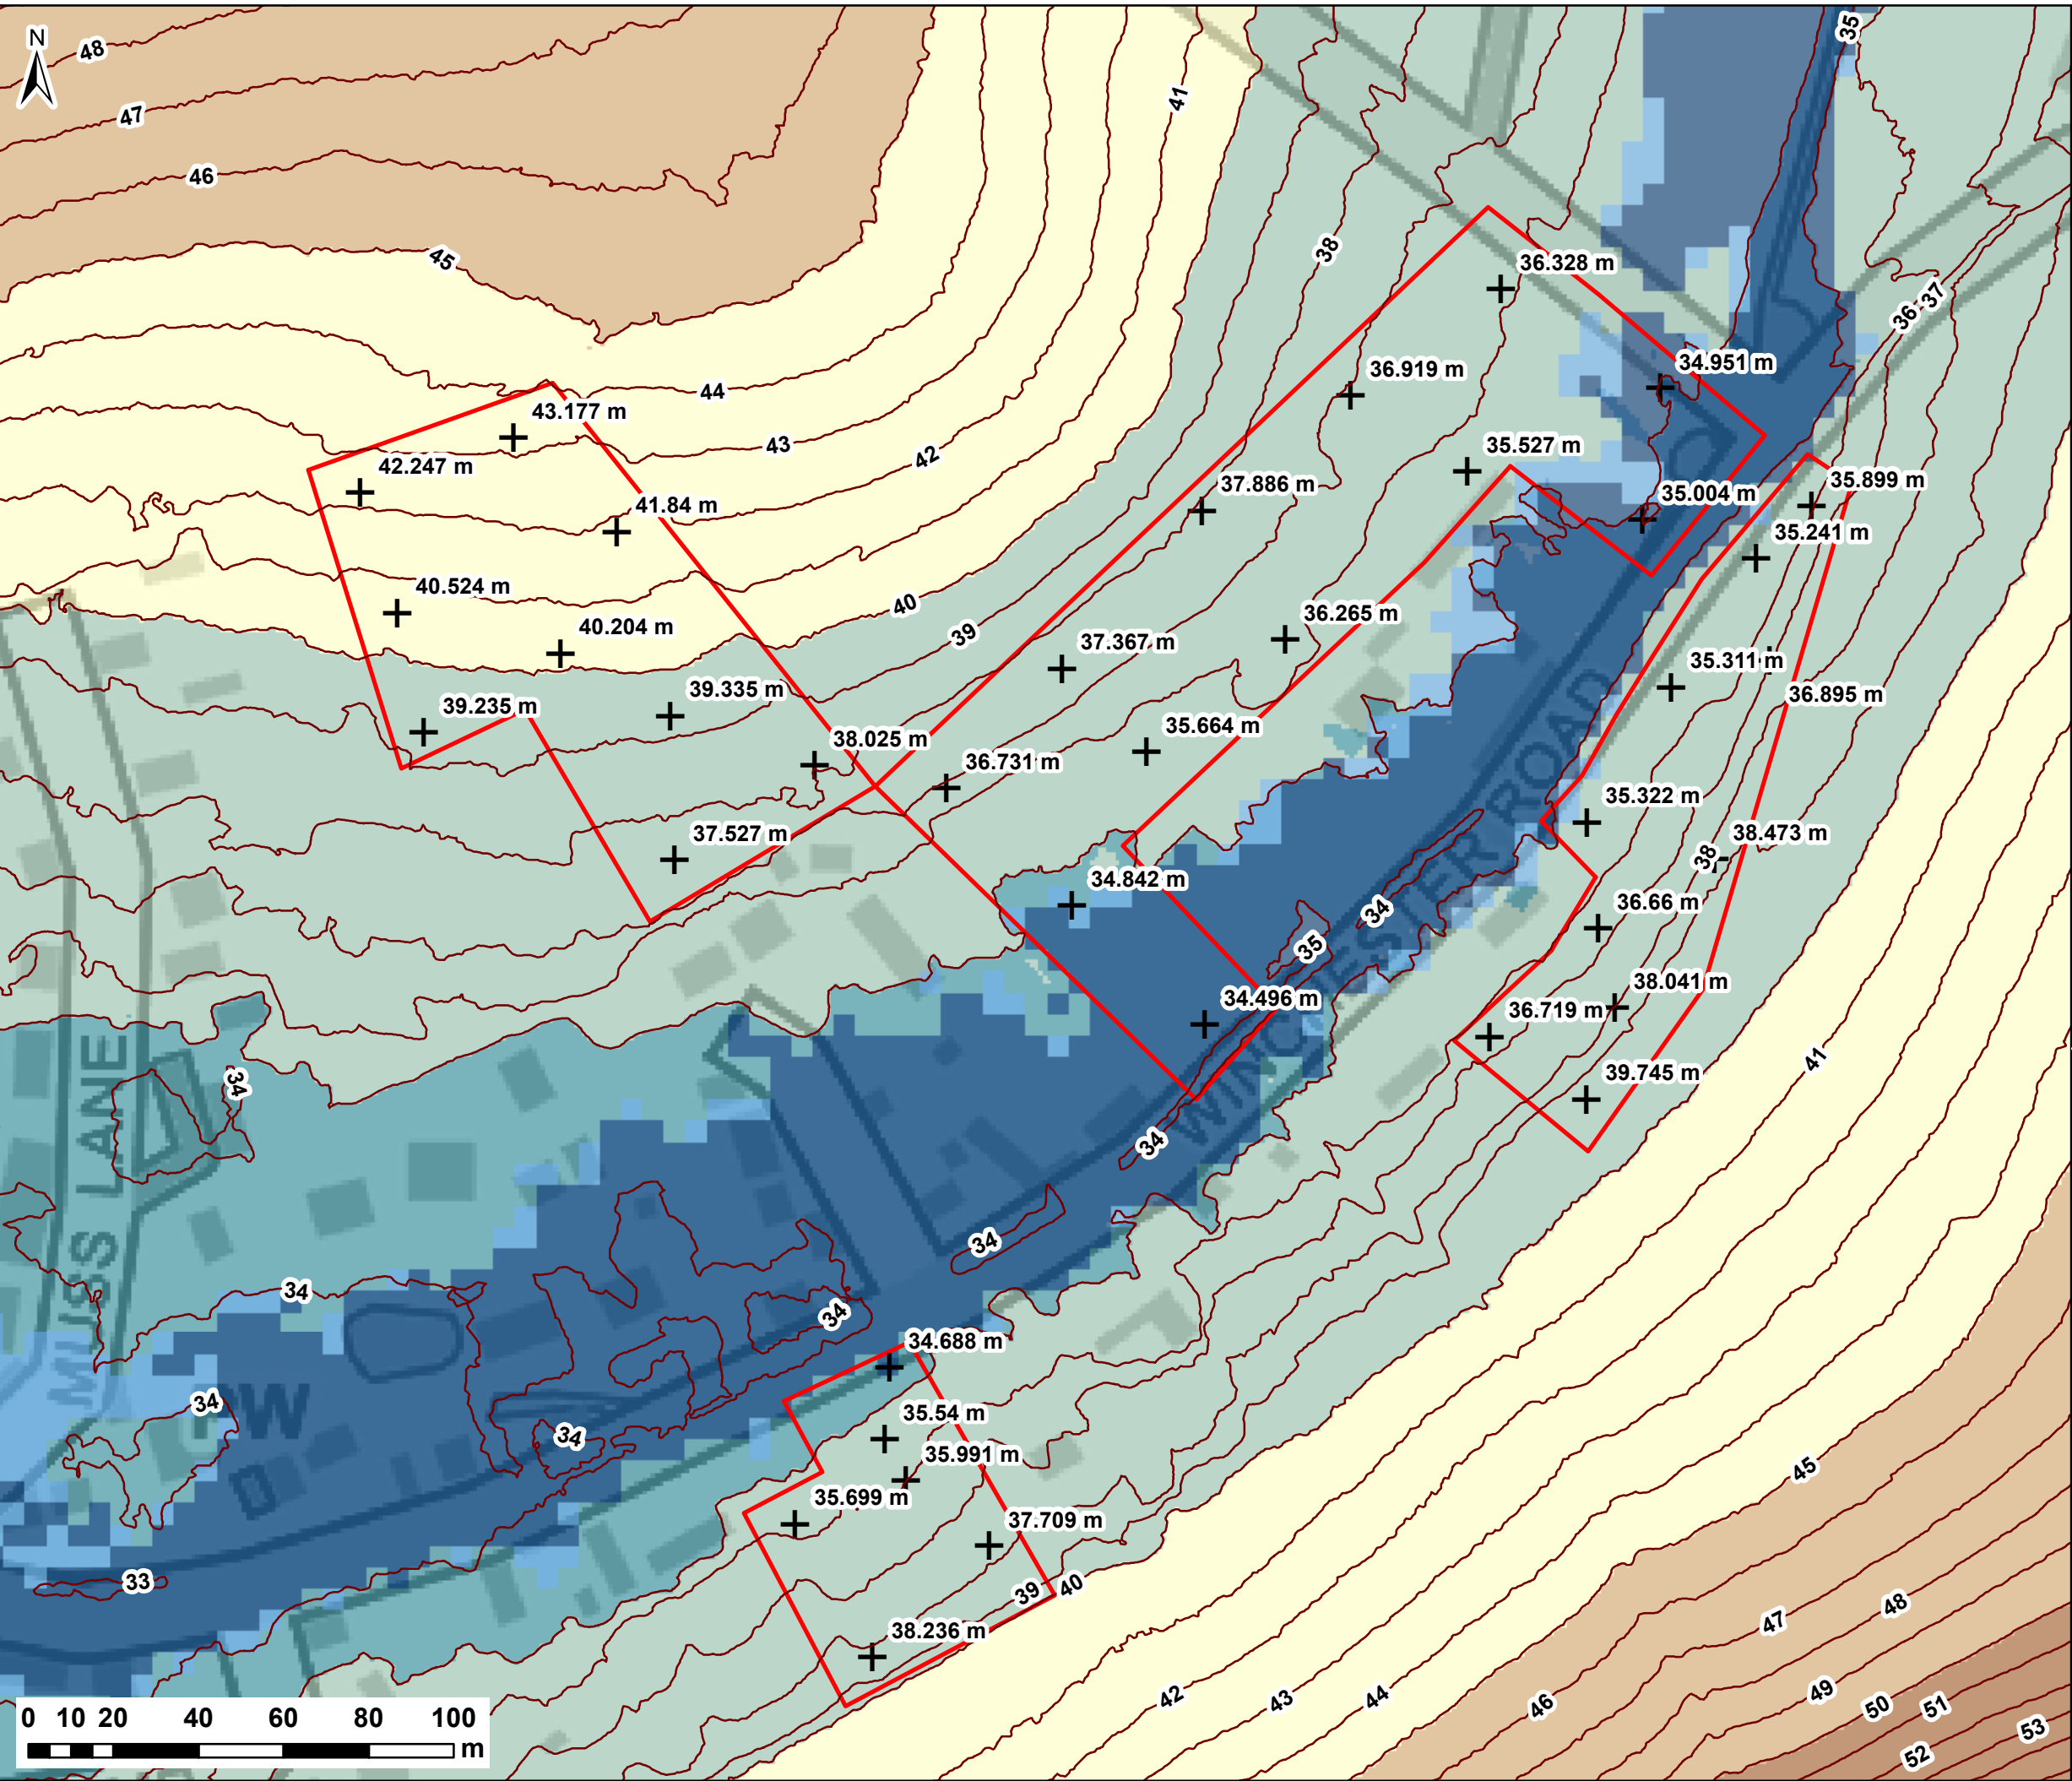 N
48
35
47
41
46
45
38
36.328 m
37
36
34.951 m
36.919 m
44
43.177 m
43
35.527 m
42
42.247 m
35.899 m
37.886 m
35.004 m
41.84 m
35.241 m
40.524 m
40
36.265 m
40.204 m
39
37.367 m
35.311 m
39.335 m
36.895 m
39.235 m
35.664 m
38.025 m
36.731 m
35.322 m
37.527 m
38.473 m
38
34.842 m
36.66 m
34
35
WINCHESTER ROAD
38.041 m
34.496 m
36.719 m
41
39.745 m
34
MUSS LANE
34
34
34
34
34.688 m
34
35.54 m
34
35.991 m
45
35.699 m
37.709 m
33
39
40
48
47
38.236 m
49
42
43
44
46
50
51
0 10 20 40 60 80 100
m
53
52